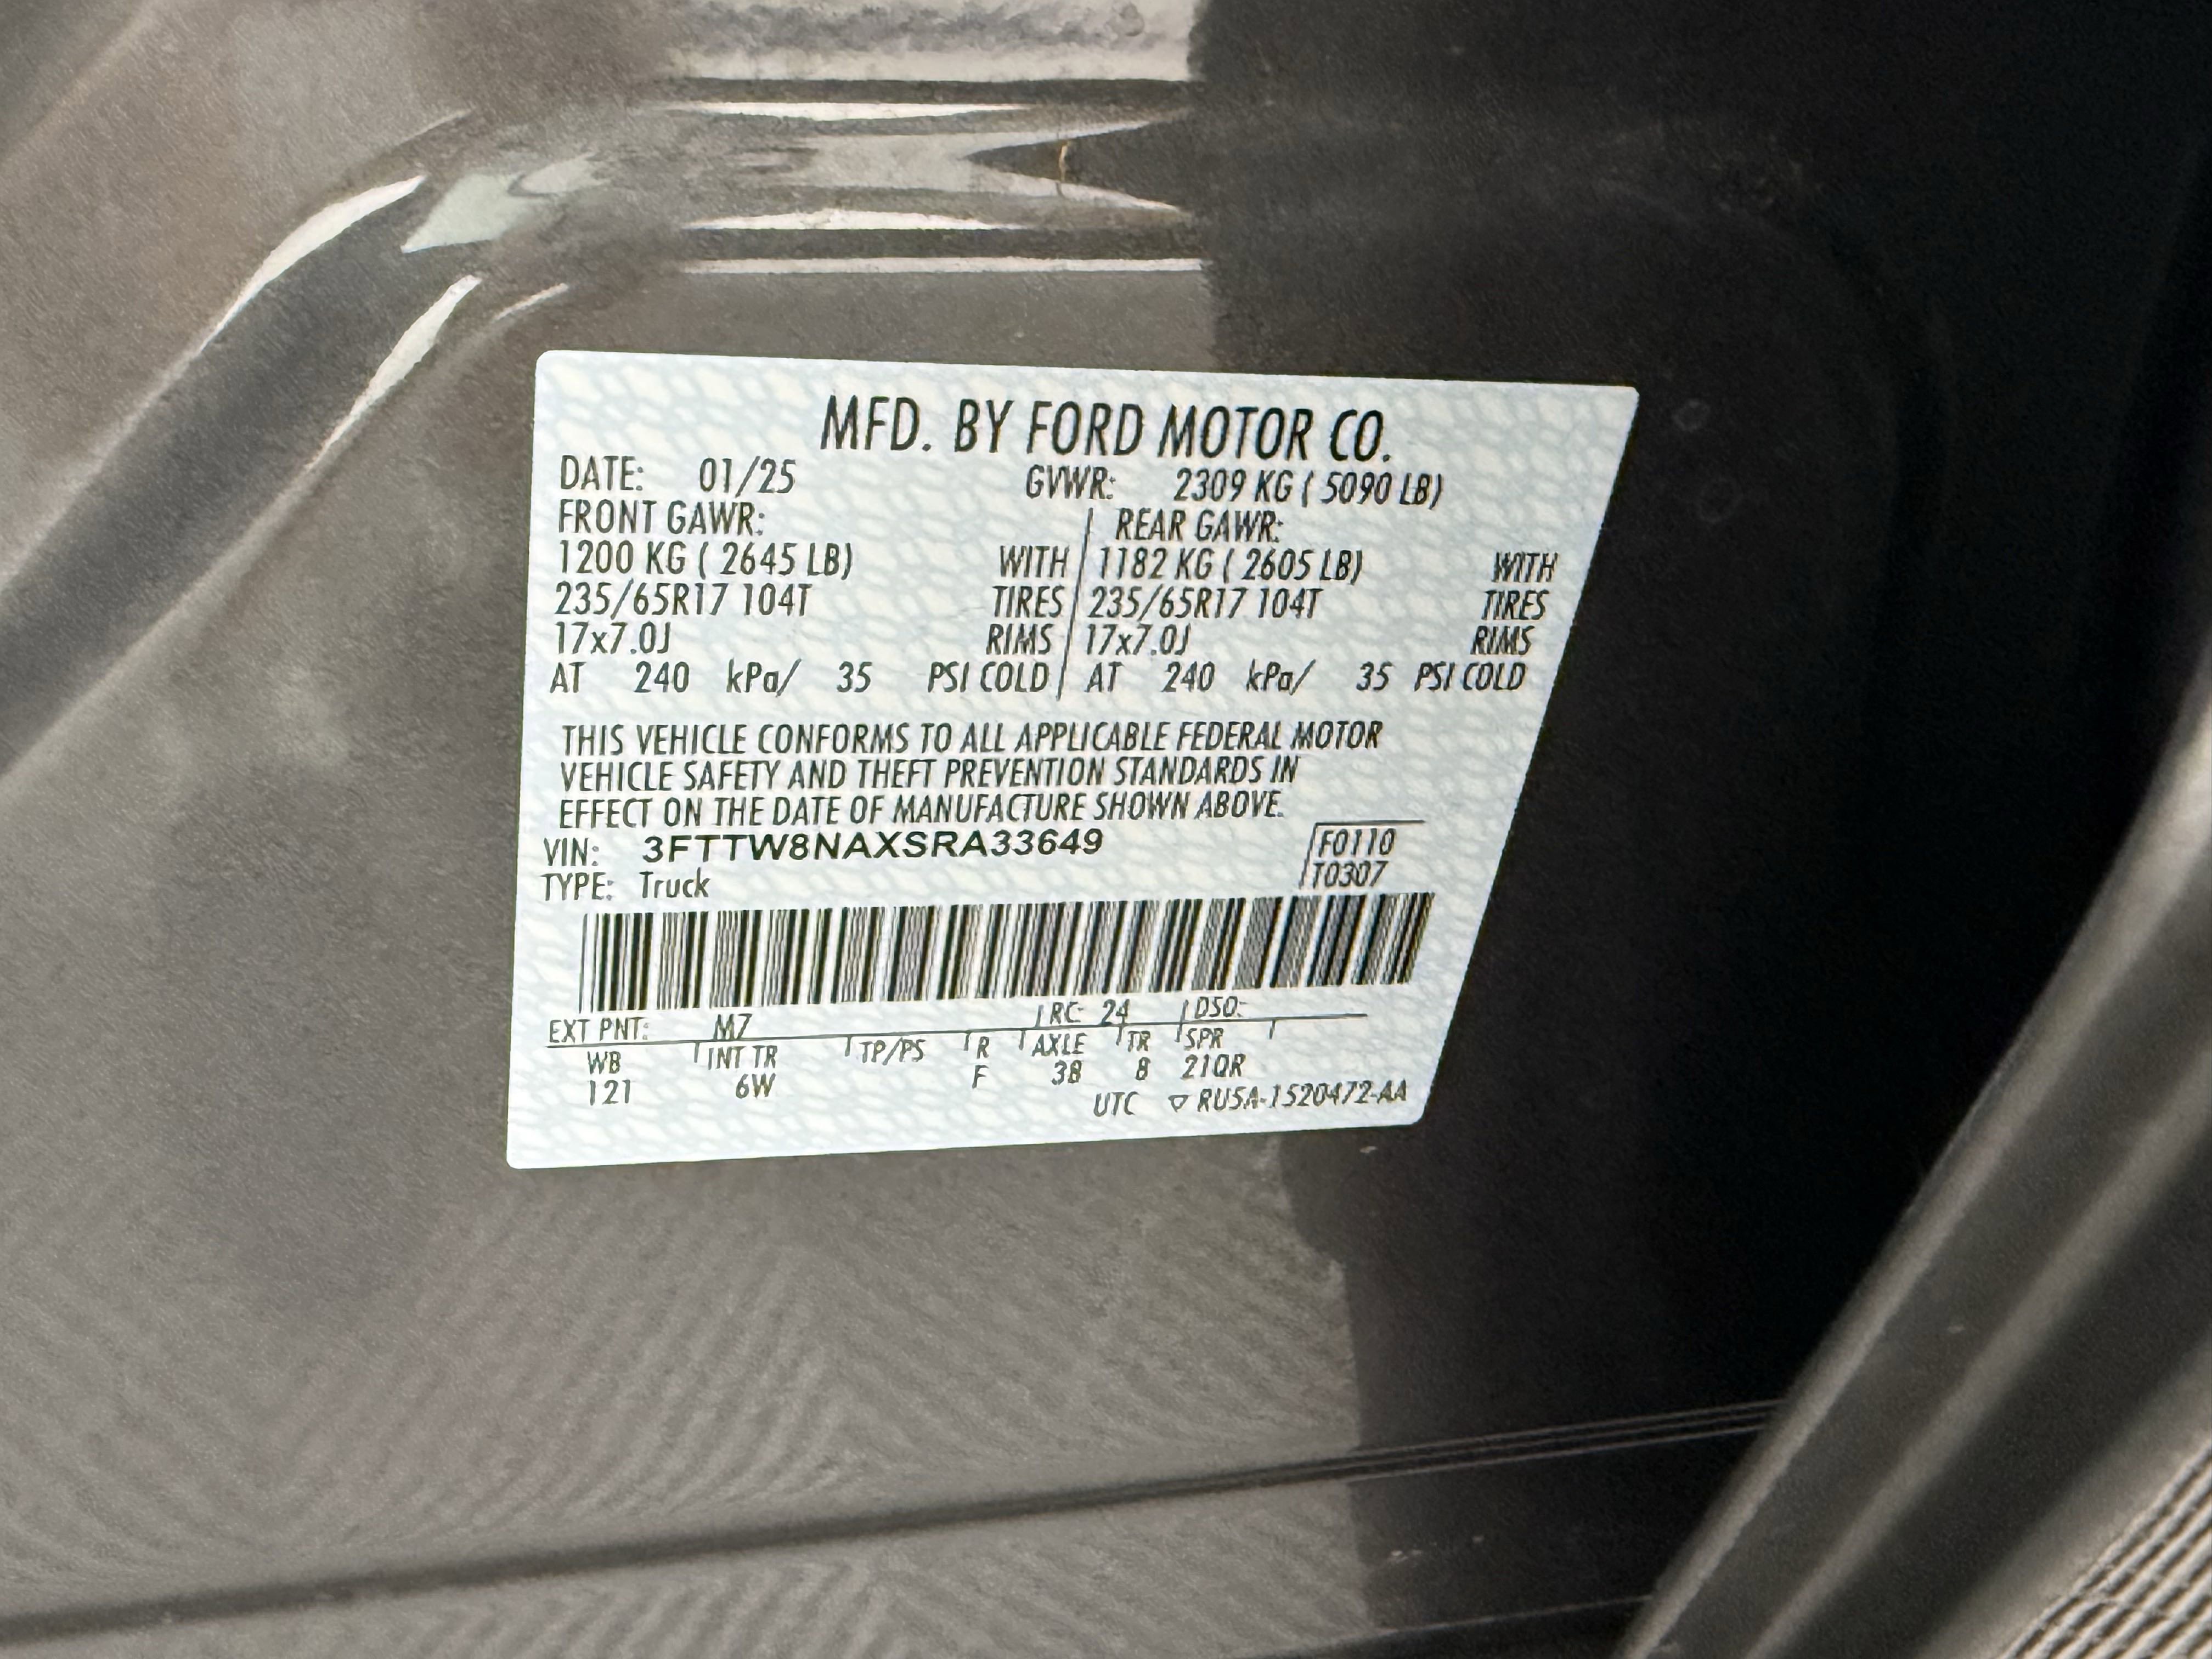 MFD. BY FORD MOTOR CO.
DATE: 01/25 GVWR: 2309 KG ( 5090 LB)
FRONT GAWR: REAR GAWR:
1200 KG ( 2645 LB) WITH 1182 KG ( 2605 LB) WITH
235/65R17 104T TIRES 235/65R17 104T TIRES
17x7.0J RIMS 17x7.0J RIMS
AT 240 kPa/ 35 PSI COLD AT 240 kPa/ 35 PSI COLD
THIS VEHICLE CONFORMS TO ALL APPLICABLE FEDERAL MOTOR
VEHICLE SAFETY AND THEFT PREVENTION STANDARDS IN
EFFECT ON THE DATE OF MANUFACTURE SHOWN ABOVE.
VIN: 3FTTW8NAXSRA33649 F0110
TYPE: Truck T0307
EXT PNT: M7 RC: 24 DSO:
WB INT TR TP/PS R AXLE TR SPR
121 6W F 38 8 21QR
UTC ▽ RU5A-1520472-AA